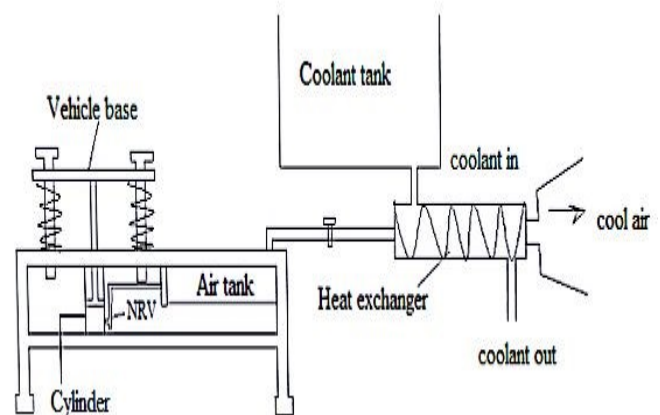 Coolant tank
Vehicle base
coolant in
cool air
Air tank
Heat exchanger
NRV
coolant out
Cylinder